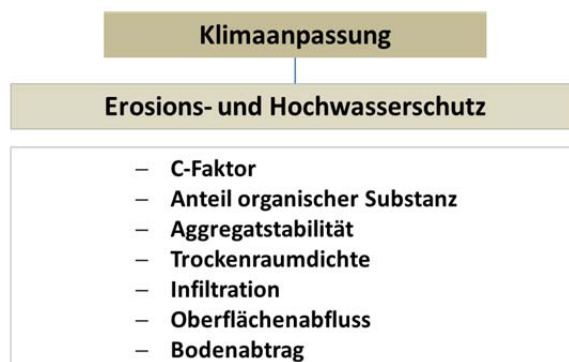 Klimaanpassung
Erosions- und Hochwasserschutz
– C-Faktor
– Anteil organischer Substanz
– Aggregatstabilität
– Trockenraumdichte
– Infiltration
– Oberflächenabfluss
– Bodenabtrag